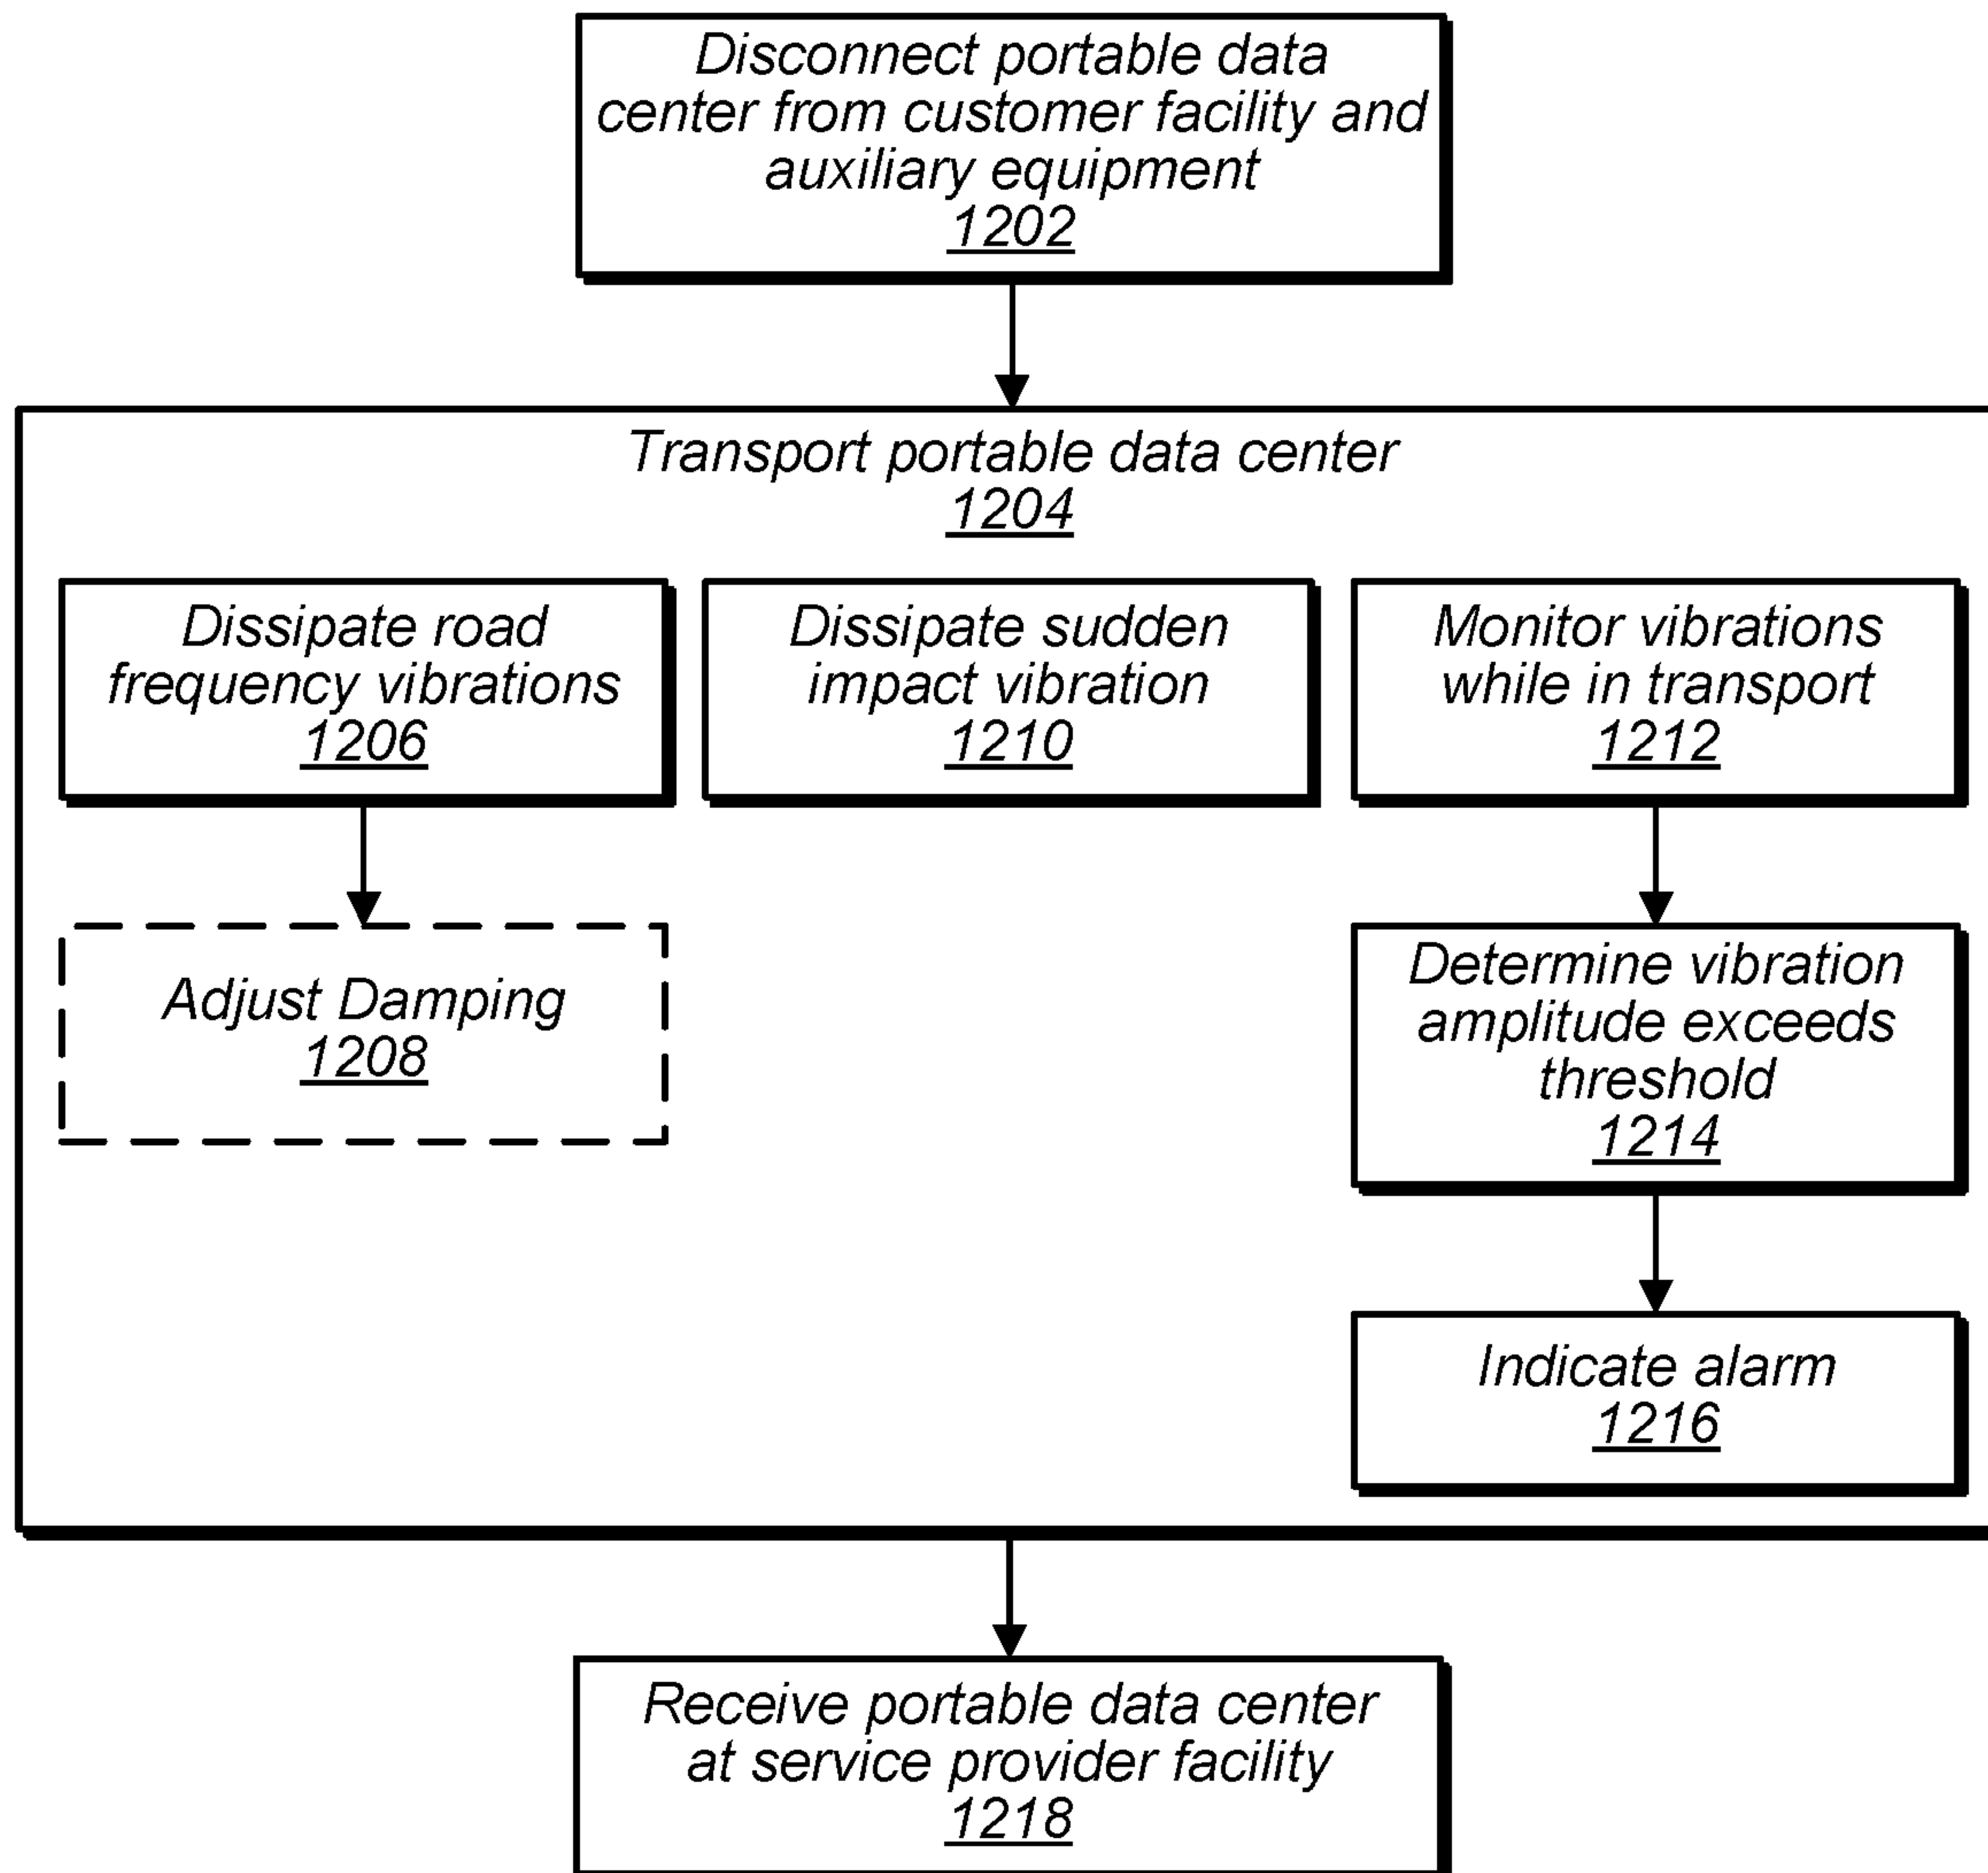 Disconnect portable data
center from customer facility and
auxiliary equipment
1202
Transport portable data center
1204
Dissipate road
frequency vibrations
1206
Dissipate sudden
impact vibration
1210
Monitor vibrations
while in transport
1212
Adjust Damping
1208
Determine vibration
amplitude exceeds
threshold
1214
Indicate alarm
1216
Receive portable data center
at service provider facility
1218